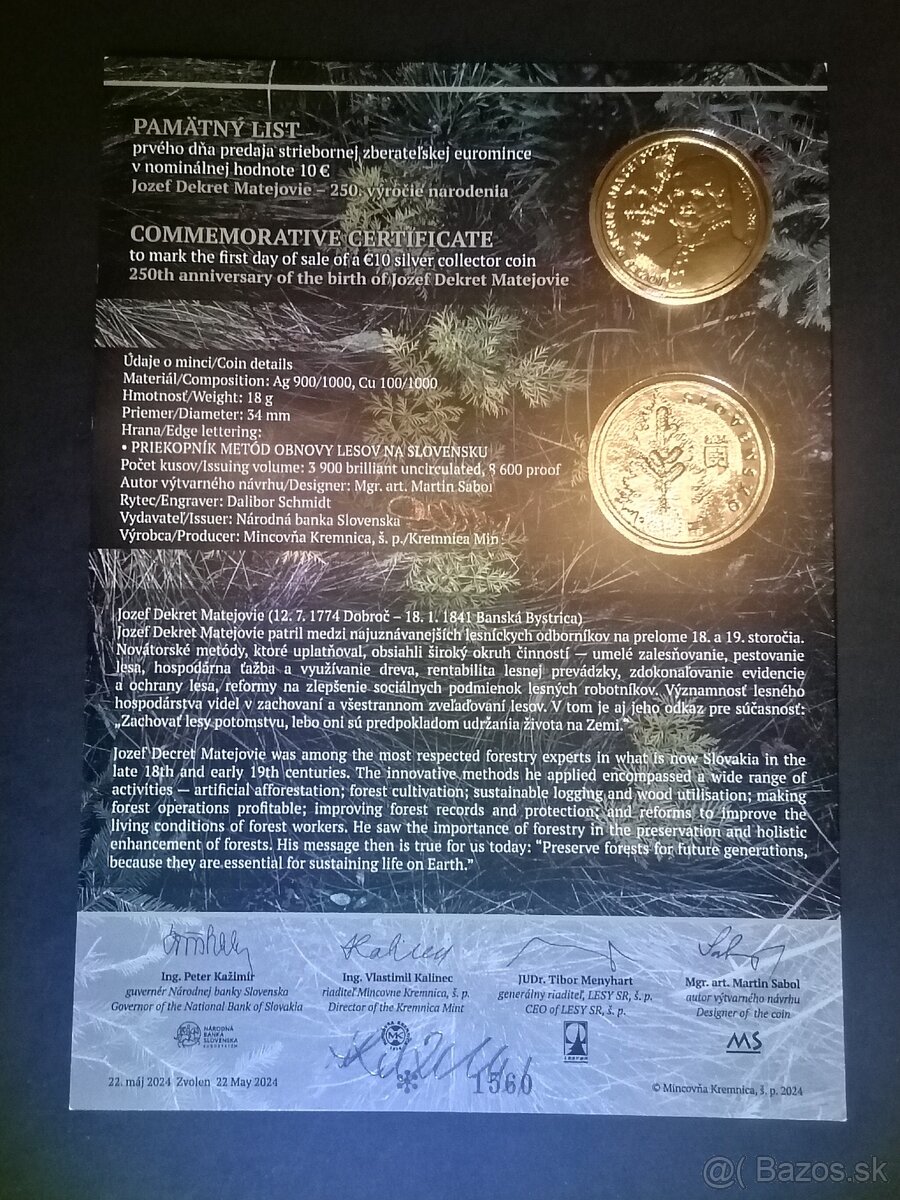 PAMÄTNÝ LIST
prvého dňa predaja striebornej zberateľskej euromince
v nominálnej hodnote 10 €
Jozef Dekret Matejovie – 250. výročie narodenia
COMMEMORATIVE CERTIFICATE
to mark the first day of sale of a €10 silver collector coin
250th anniversary of the birth of Jozef Dekret Matejovie
Údaje o minci/Coin details
Materiál/Composition: Ag 900/1000, Cu 100/1000
Hmotnosť/Weight: 18 g
Priemer/Diameter: 34 mm
Hrana/Edge lettering:
• PRIEKOPNÍK METÓD OBNOVY LESOV NA SLOVENSKU
Počet kusov/Issuing volume: 3 900 brilliant uncirculated, 8 600 proof
Autor výtvarného návrhu/Designer: Mgr. art. Martin Sabol
Rytec/Engraver: Dalibor Schmidt
Vydavateľ/Issuer: Národná banka Slovenska
Výrobca/Producer: Mincovňa Kremnica, š. p./Kremnica Min
SLOVENSKO
Jozef Dekret Matejovie (12. 7. 1774 Dobroč – 18. 1. 1841 Banská Bystrica)
Jozef Dekret Matejovie patril medzi najuznávanejších lesníckych odborníkov na prelome 18. a 19. storočia.
Novátorské metódy, ktoré uplatňoval, obsiahli široký okruh činností — umelé zalesňovanie, pestovanie
lesa, hospodárna ťažba a využívanie dreva, rentabilita lesnej prevádzky, zdokonaľovanie evidencie
a ochrany lesa, reformy na zlepšenie sociálnych podmienok lesných robotníkov. Významnosť lesného
hospodárstva videl v zachovaní a všestrannom zveľaďovaní lesov. V tom je aj jeho odkaz pre súčasnosť:
„Zachovať lesy potomstvu, lebo oni sú predpokladom udržania života na Zemi.“
Jozef Decret Matejovie was among the most respected forestry experts in what is now Slovakia in the
late 18th and early 19th centuries. The innovative methods he applied encompassed a wide range of
activities — artificial afforestation; forest cultivation; sustainable logging and wood utilisation; making
forest operations profitable; improving forest records and protection; and reforms to improve the
living conditions of forest workers. He saw the importance of forestry in the preservation and holistic
enhancement of forests. His message then is true for us today: “Preserve forests for future generations,
because they are essential for sustaining life on Earth.”
Ing. Peter Kažimír
guvernér Národnej banky Slovenska
Governor of the National Bank of Slovakia
NÁRODNÁ
BANKA
SLOVENSKA
EUROSYSTÉM
Ing. Vlastimil Kalinec
riaditeľ Mincovne Kremnica, š. p.
Director of the Kremnica Mint
MK
JUDr. Tibor Menyhart
generálny riaditeľ, LESY SR, š. p.
CEO of LESY SR, š. p.
LESY SR
Mgr. art. Martin Sabol
autor výtvarného návrhu
Designer of the coin
MS
22. máj 2024 Zvolen 22 May 2024
1560
© Mincovňa Kremnica, š. p. 2024
@( Bazos.sk